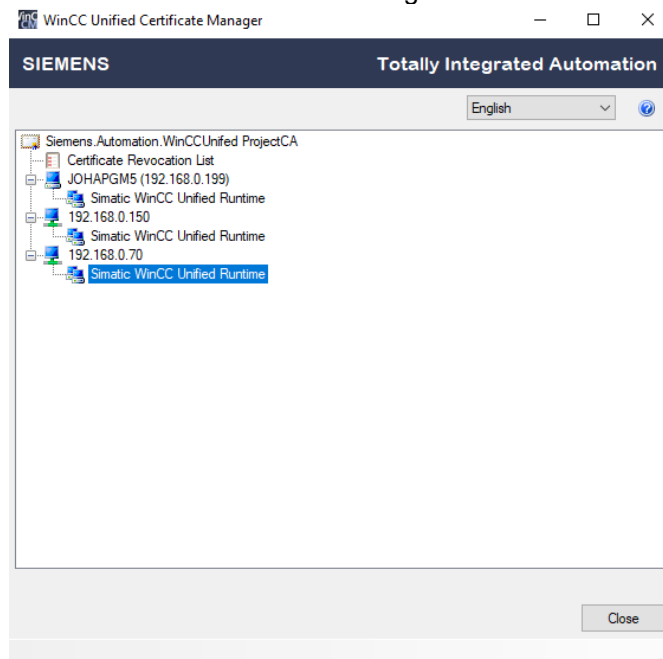 WinCC Unified Certificate Manager
SIEMENS
Totally Integrated Automation
English
Siemens.Automation.WinCCUnifed ProjectCA
Certificate Revocation List
JOHAPGM5 (192.168.0.199)
Simatic WinCC Unified Runtime
192.168.0.150
Simatic WinCC Unified Runtime
192.168.0.70
Simatic WinCC Unified Runtime
Close